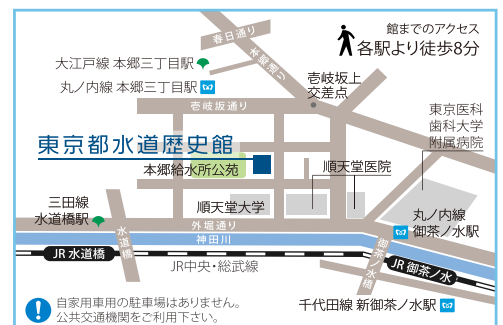 春日通り
館までのアクセス
各駅より徒歩8分
本郷通り
大江戸線 本郷三丁目駅
丸ノ内線 本郷三丁目駅
壱岐坂上
交差点
壱岐坂通り
東京医科
歯科大学
附属病院
東京都水道歴史館
本郷給水所公苑
順天堂医院
三田線
水道橋駅
順天堂大学
丸ノ内線
御茶ノ水駅
外堀通り
神田川
水道橋
御茶ノ水橋
JR 水道橋
JR中央・総武線
JR 御茶ノ水
自家用車用の駐車場はありません。
公共交通機関をご利用下さい。
千代田線 新御茶ノ水駅